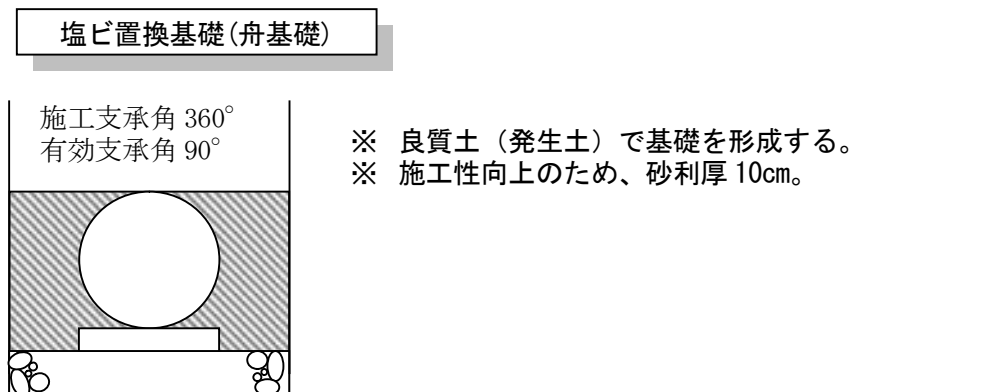 塩ビ置換基礎(舟基礎)
施工支承角 360°
有効支承角 90°
※ 良質土（発生土）で基礎を形成する。
※ 施工性向上のため、砂利厚 10cm。